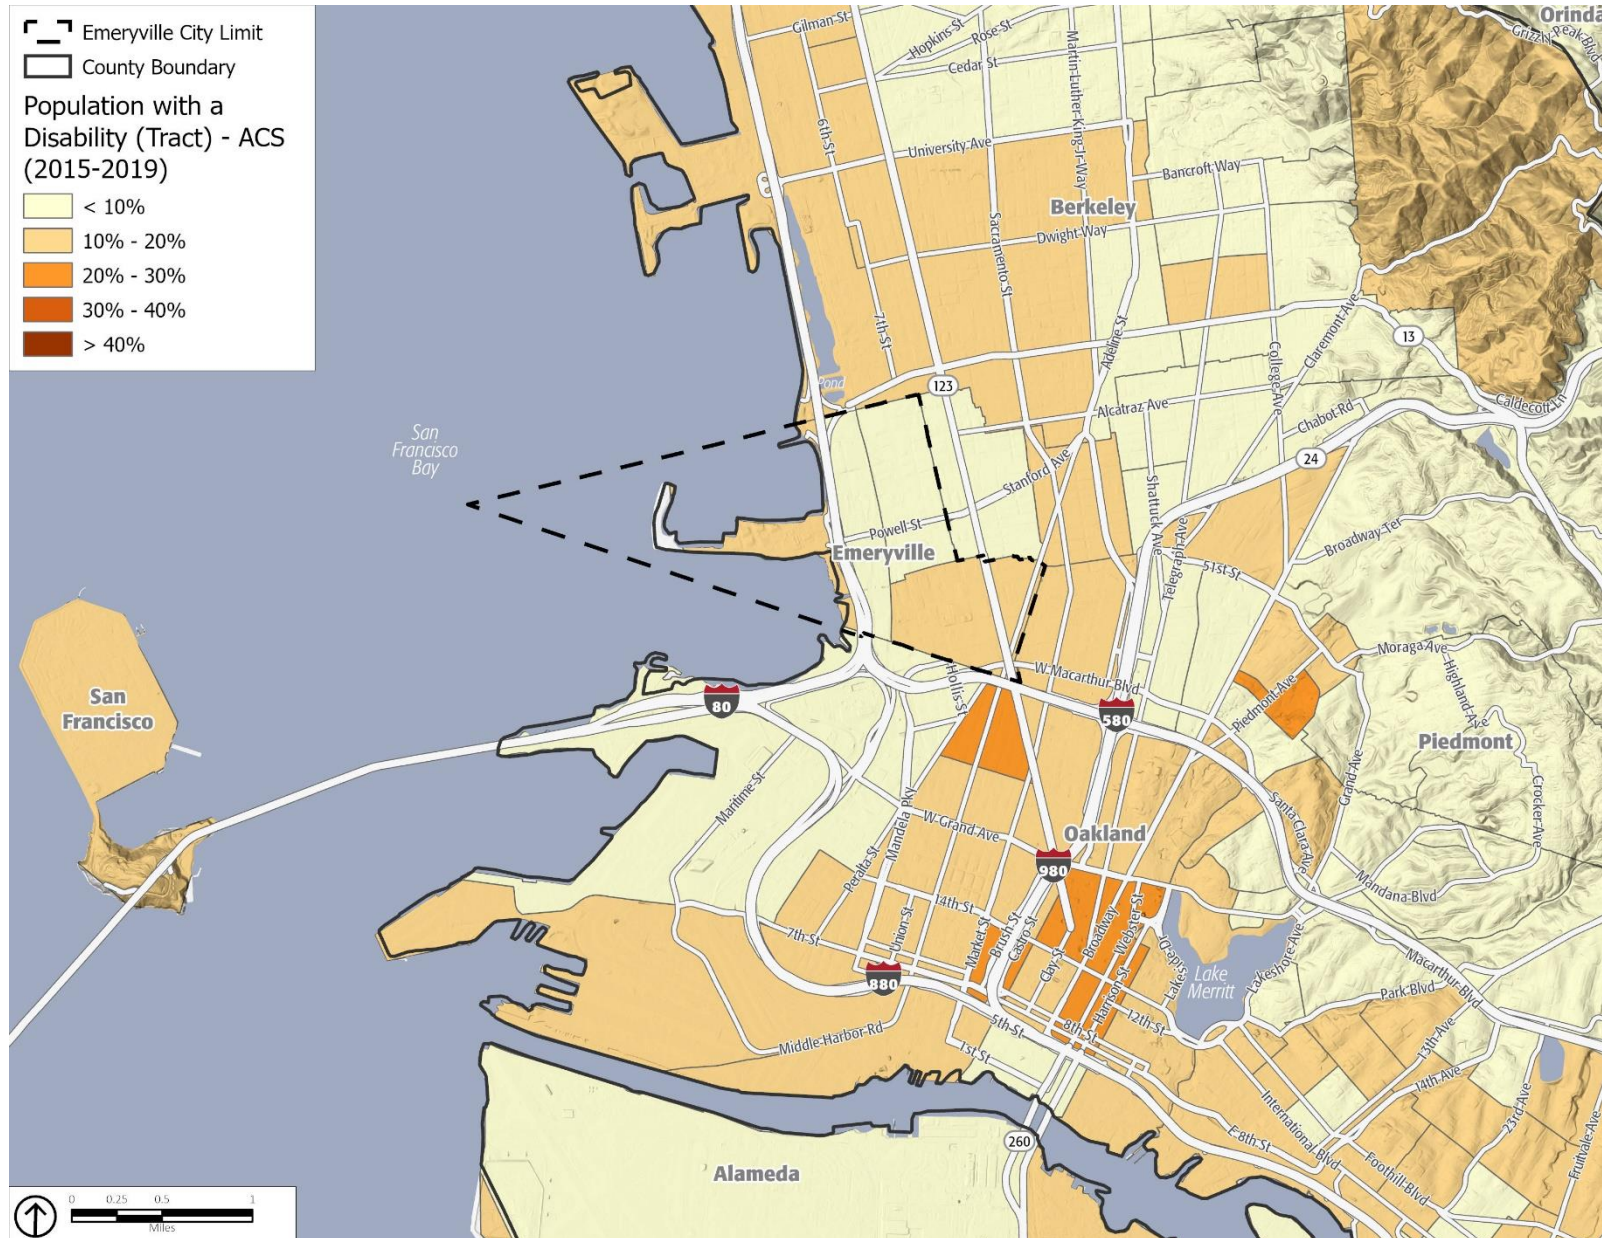 Emeryville City Limit
County Boundary
Population with a
Disability (Tract) - ACS
(2015-2019)
< 10%
10% - 20%
20% - 30%
30% - 40%
> 40%
Gilman St
Hopkins St
Rose St
Cedar St
Martin Luther King Jr Way
Orinda
Grizzly Peak Blvd
6th St
University Ave
Bancroft Way
Berkeley
Sacramento St
Dwight Way
7th St
Adeline St
College Ave
Claremont Ave
13
Pond
123
Alcatraz Ave
Chabot Rd
Caldecott Ln
San
Francisco
Bay
24
Stanford Ave
Shattuck Ave
Powell St
Emeryville
Telegraph Ave
Broadway Ter
51st St
Moraga Ave
Highland Ave
Hollis St
W Macarthur Blvd
Piedmont Ave
San
Francisco
80
580
Piedmont
Maritime St
Mandela Pky
Grand Ave
Crocker Ave
W Grand Ave
Oakland
Santa Clara Ave
Peralta St
980
Mandana Blvd
14th St
7th St
Union St
Market St
Brush St
Castro St
Clay St
Broadway
Webster St
Harrison St
Lakeside Dr
Lake
Merritt
Lakeshore Ave
Macarthur Blvd
Park Blvd
880
12th St
8th St
5th St
1st St
Middle Harbor Rd
13th Ave
14th Ave
23rd Ave
International Blvd
E 8th St
Foothill Blvd
Fruitvale Ave
260
Alameda
0 0.25 0.5 1
Miles